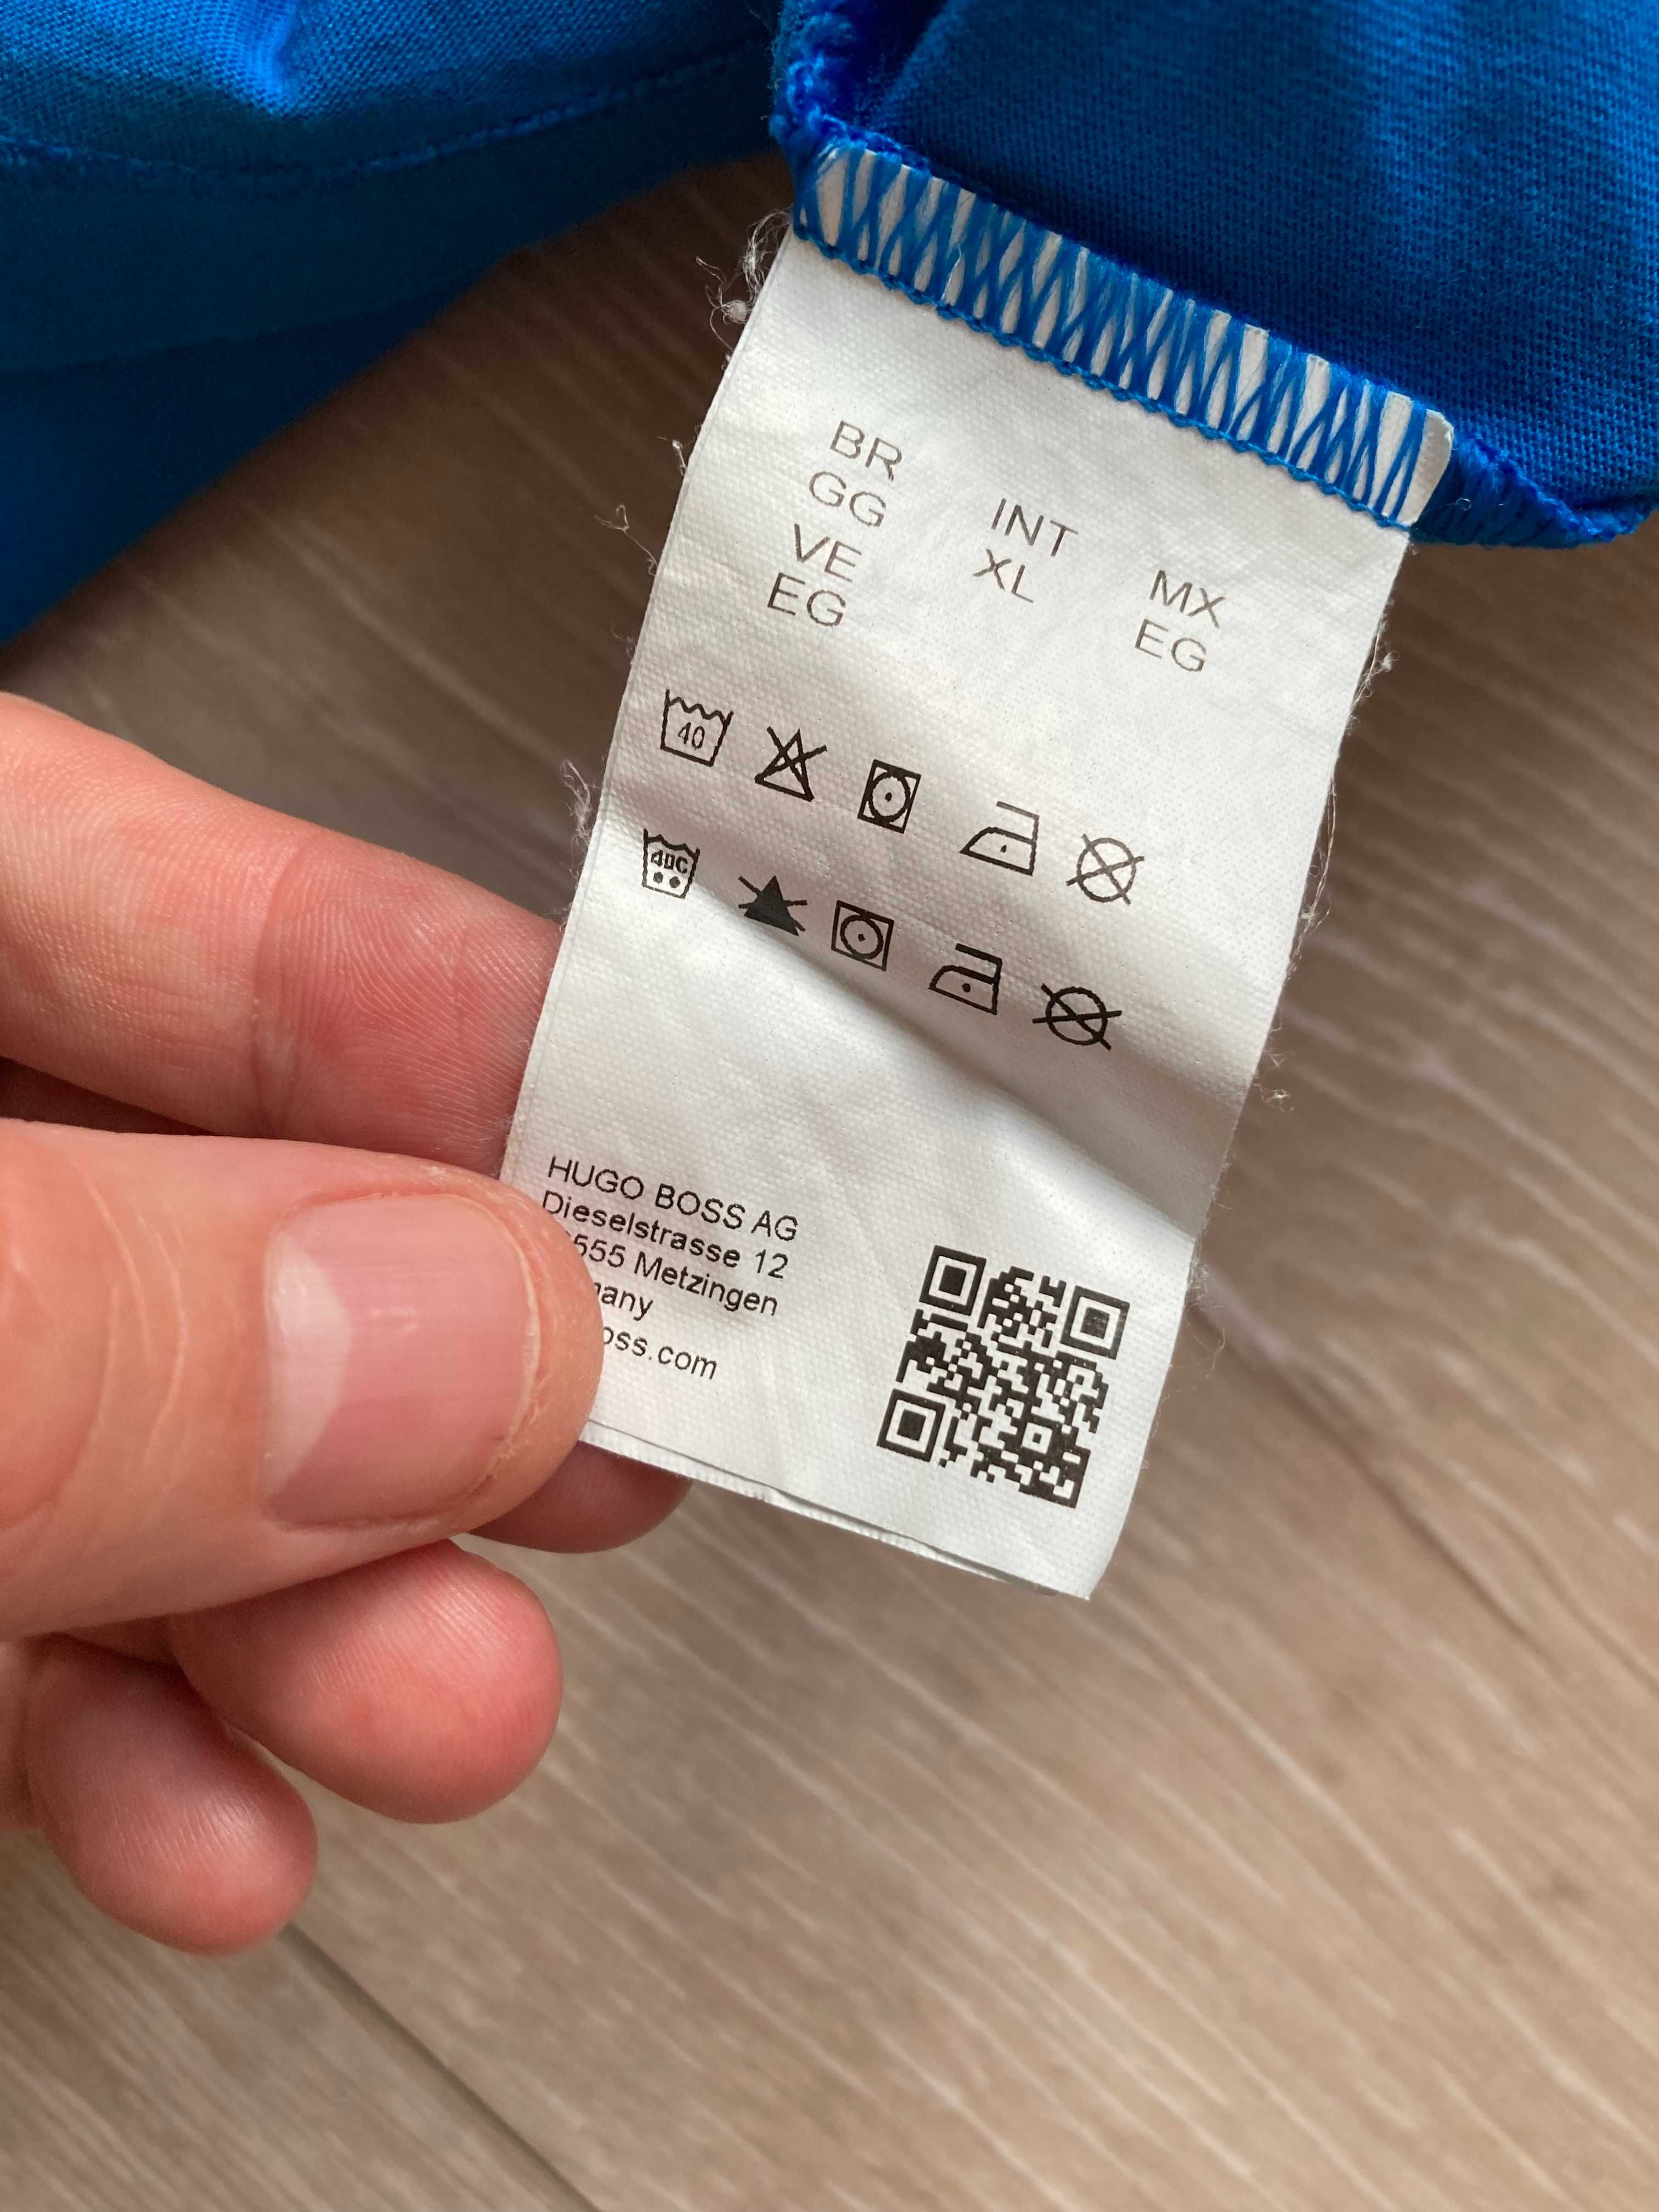 BR
GG
VE
EG
INT
XL
MX
EG
40
40C
HUGO BOSS AG
Dieselstrasse 12
555 Metzingen
many
oss.com